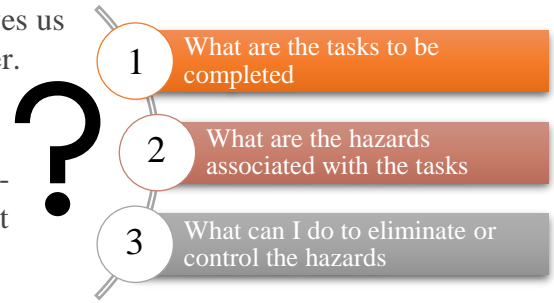 es us
er.
-
t
?
1
What are the tasks to be
completed
2
What are the hazards
associated with the tasks
3
What can I do to eliminate or
control the hazards